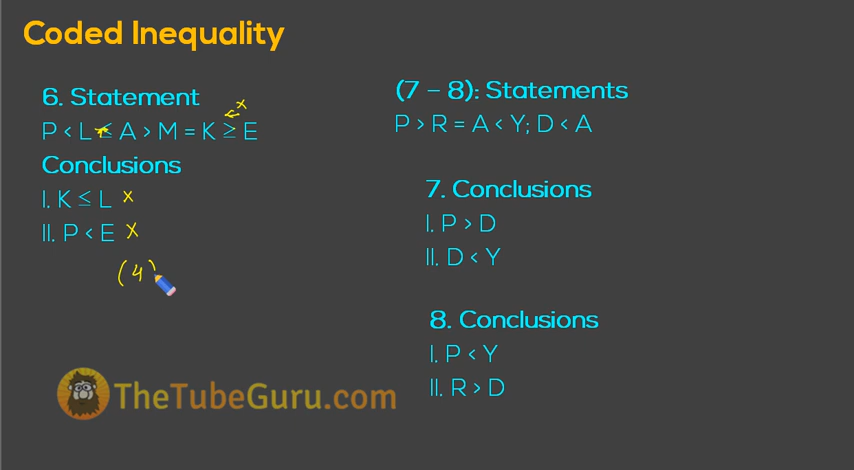 Coded Inequality
6. Statement
P < L ≤ A > M = K ≥ E
x
Conclusions
I. K ≤ L x
II. P < E x
(4)
(7 – 8): Statements
P > R = A < Y; D < A
7. Conclusions
I. P > D
II. D < Y
8. Conclusions
I. P < Y
II. R > D
TheTubeGuru.com